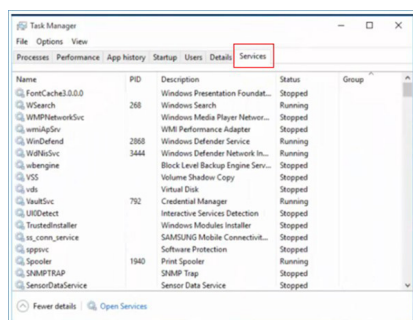 Task Manager
File Options View
Processes Performance App history Startup Users Details Services
Name PID Description Status Group
FontCache3.0.0.0 Windows Presentation Foundat... Stopped
WSearch 268 Windows Search Running
WMPNetworkSvc Windows Media Player Networ... Stopped
wmiApSrv WMI Performance Adapter Stopped
WinDefend 2868 Windows Defender Service Running
WdNisSvc 3444 Windows Defender Network In... Running
wbengine Block Level Backup Engine Serv... Stopped
VSS Volume Shadow Copy Stopped
vds Virtual Disk Stopped
VaultSvc 792 Credential Manager Running
UI0Detect Interactive Services Detection Stopped
TrustedInstaller Windows Modules Installer Stopped
ss_conn_service SAMSUNG Mobile Connectivit... Stopped
sppsvc Software Protection Stopped
Spooler 1940 Print Spooler Running
SNMPTRAP SNMP Trap Stopped
SensorDataService Sensor Data Service Stopped
Fewer details Open Services